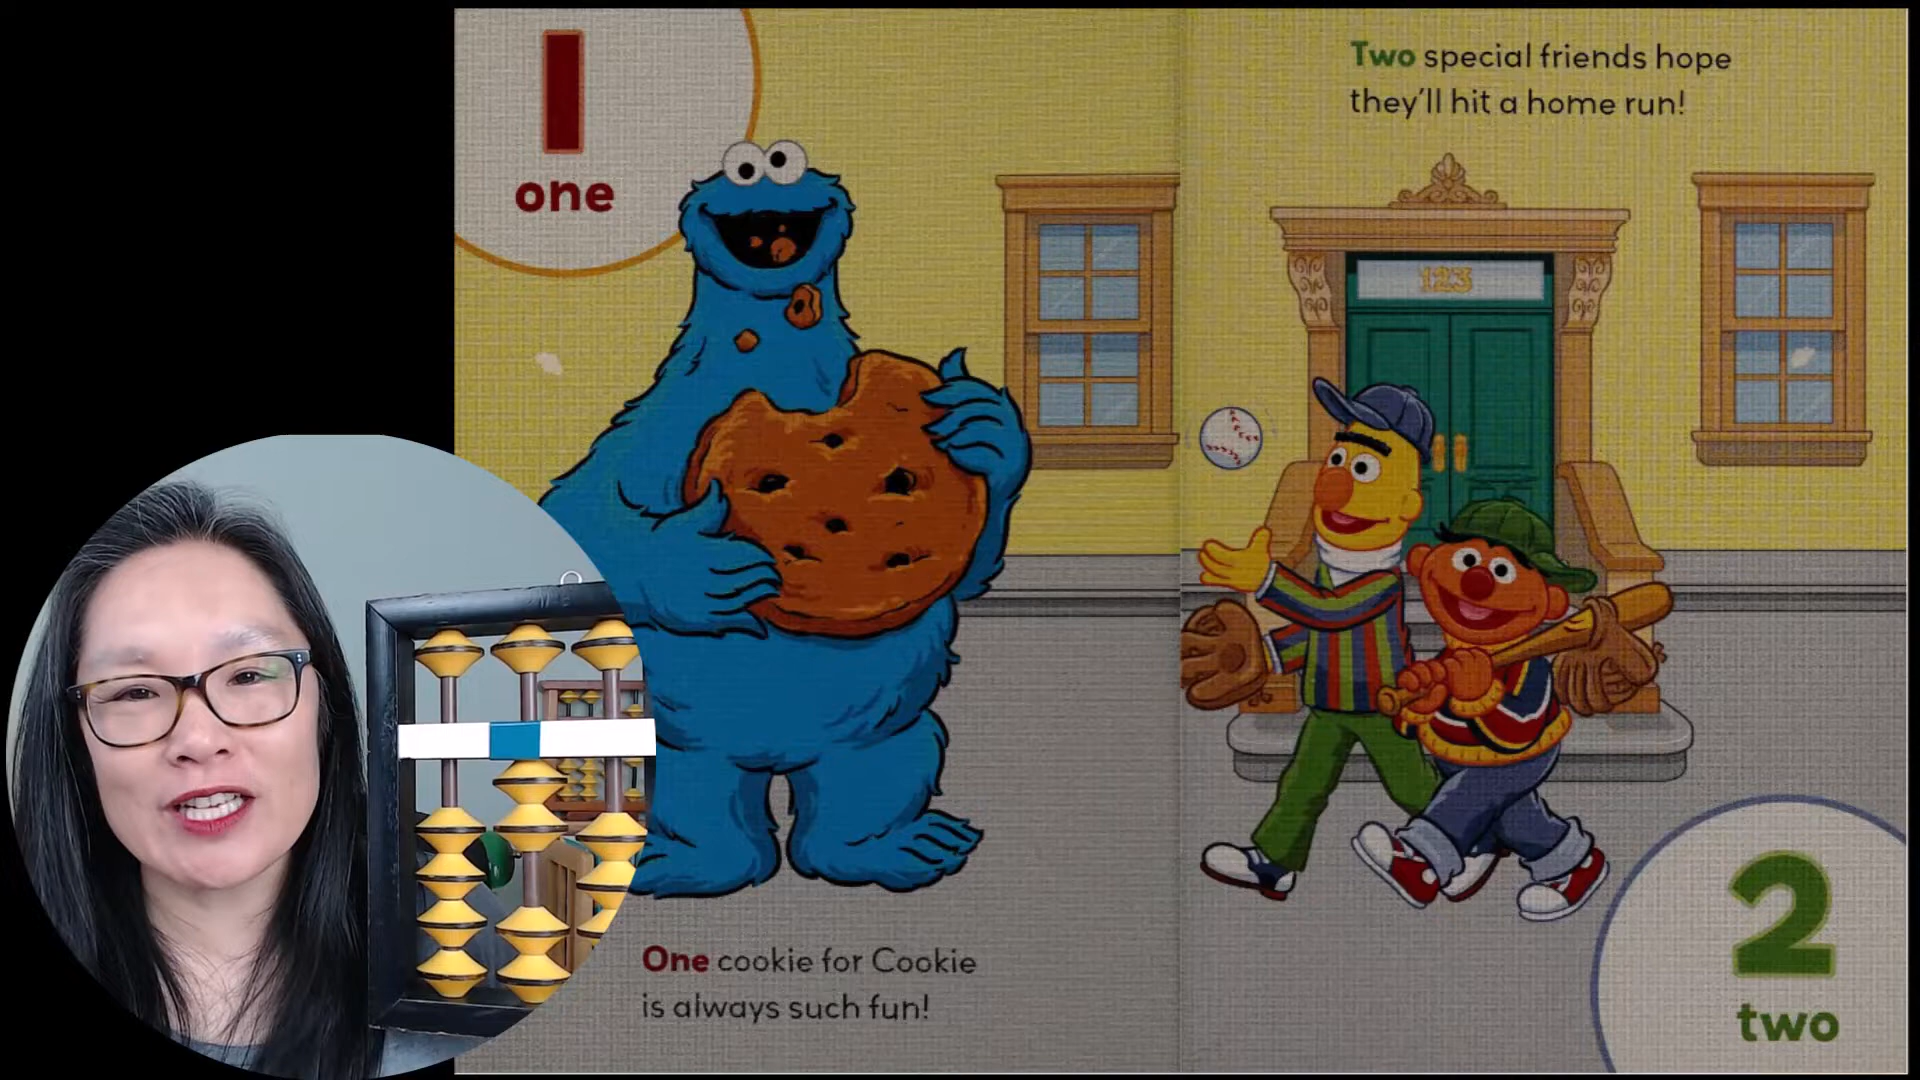 1
one
One cookie for Cookie
is always such fun!
Two special friends hope
they'll hit a home run!
123
2
two